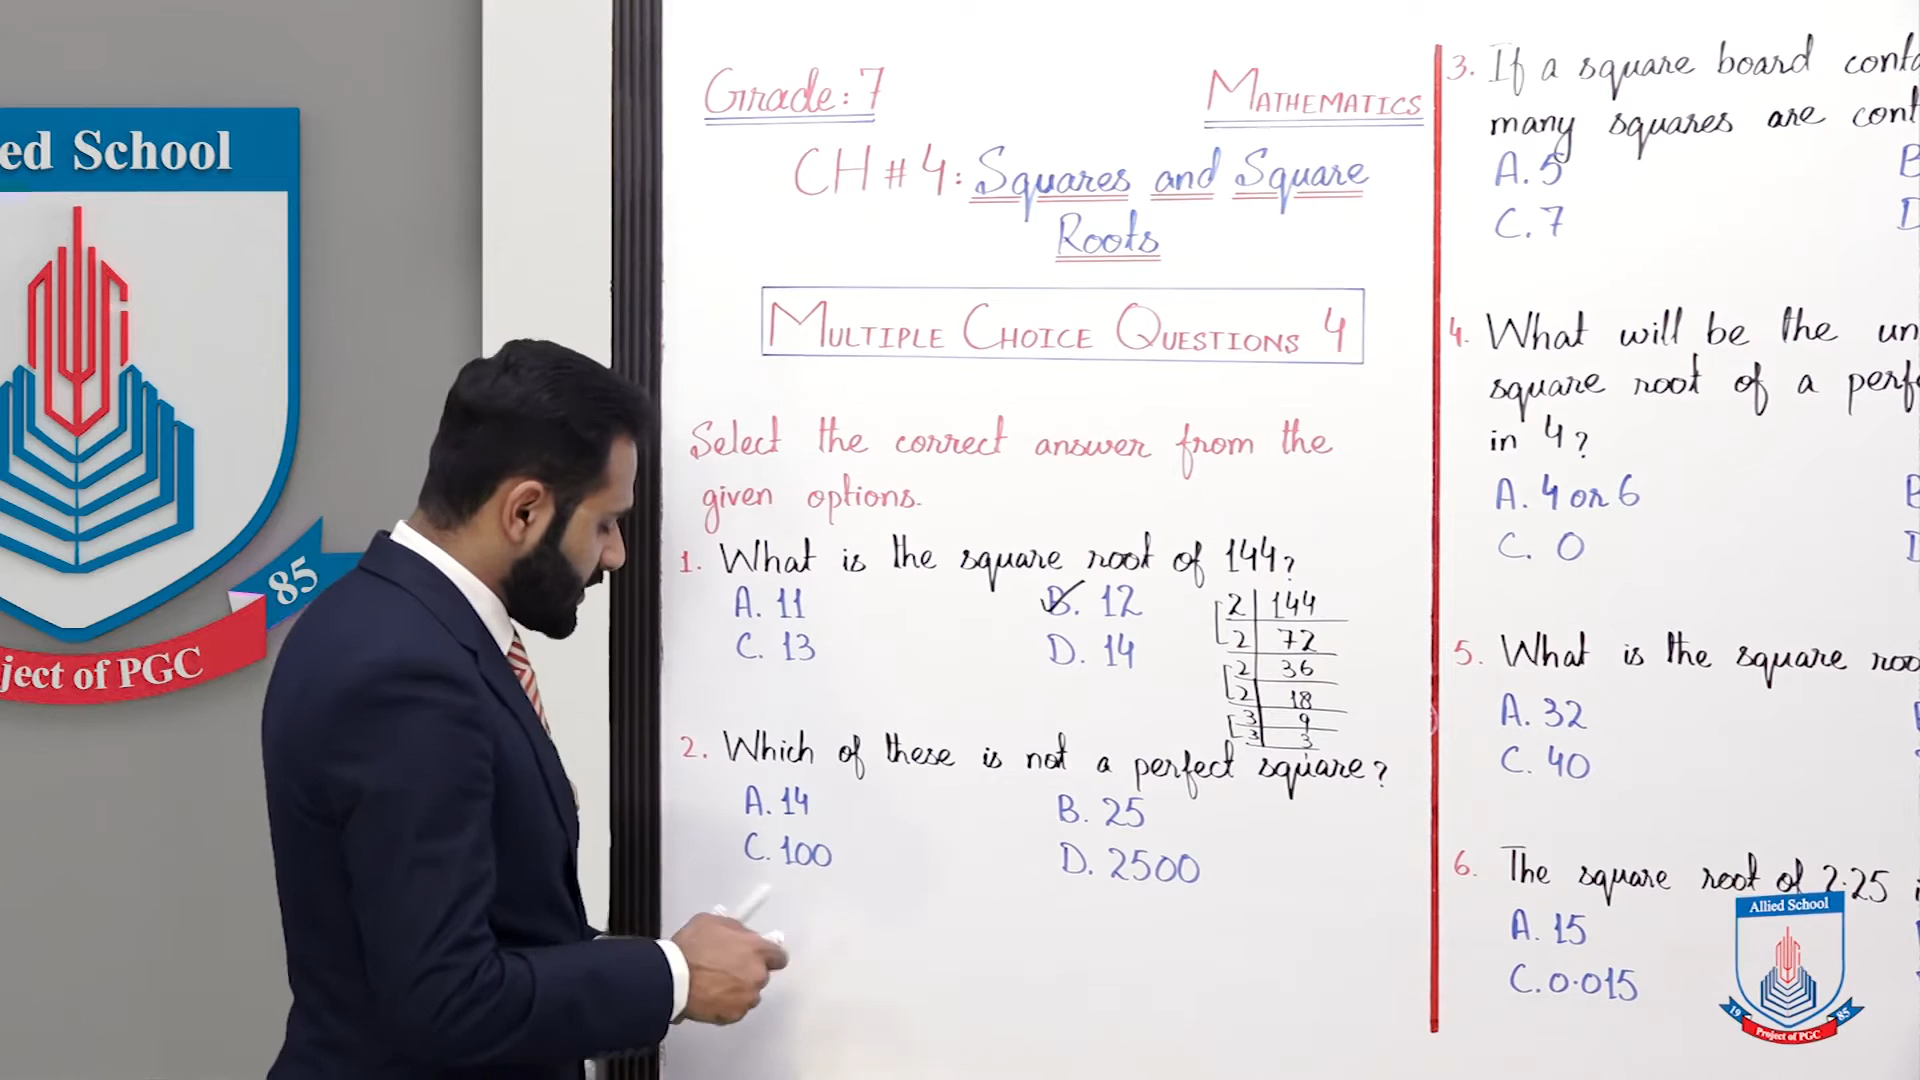 ed School
85
ject of PGC
Grade: 7
MATHEMATICS
CH # 4: Squares and Square
Roots
MULTIPLE CHOICE QUESTIONS 4
Select the correct answer from the
given options.
1. What is the square root of 144?
A. 11
B. 12
C. 13
D. 14
2 144
2 72
2 36
2 18
3 9
3 3
2. Which of these is not a perfect square?
A. 14
B. 25
C. 100
D. 2500
3. If a square board cont
many squares are cont
A. 5
B
C. 7
D
4. What will be the un
square root of a perf
in 4?
A. 4 or 6
B
C. 0
5. What is the square roo
A. 32
C. 40
6. The square root of 2.25
A. 15
C. 0.015
Allied School
19
85
Project of PGC